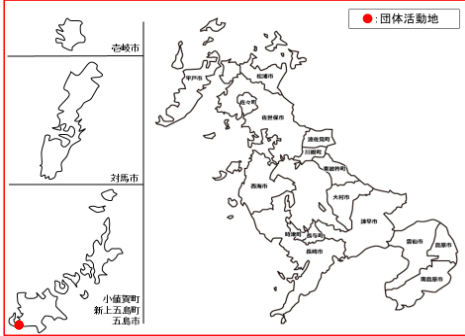 ●:団体活動地
壱岐市
対馬市
小値賀町
新上五島町
五島市
平戸市
松浦市
佐々町
佐世保市
波佐見町
川棚町
東彼杵町
西海市
大村市
時津町
長与町
諫早市
長崎市
雲仙市
島原市
南島原市